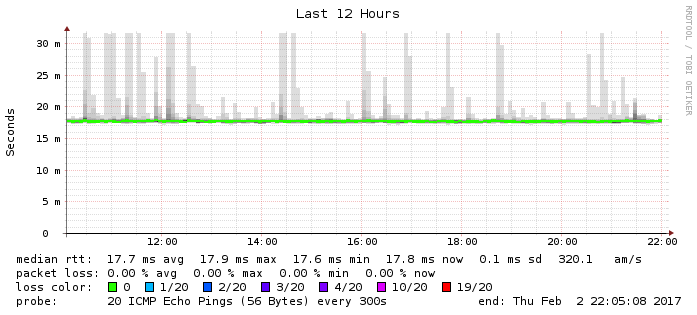 Last 12 Hours
RRDTOOL / TOBI OETIKER
Seconds
30 m
25 m
20 m
15 m
10 m
5 m
0
12:00 14:00 16:00 18:00 20:00 22:00
median rtt: 17.7 ms avg 17.9 ms max 17.6 ms min 17.8 ms now 0.1 ms sd 320.1 am/s
packet loss: 0.00 % avg 0.00 % max 0.00 % min 0.00 % now
loss color: 0 1/20 2/20 3/20 4/20 10/20 19/20
probe: 20 ICMP Echo Pings (56 Bytes) every 300s end: Thu Feb 2 22:05:08 2017